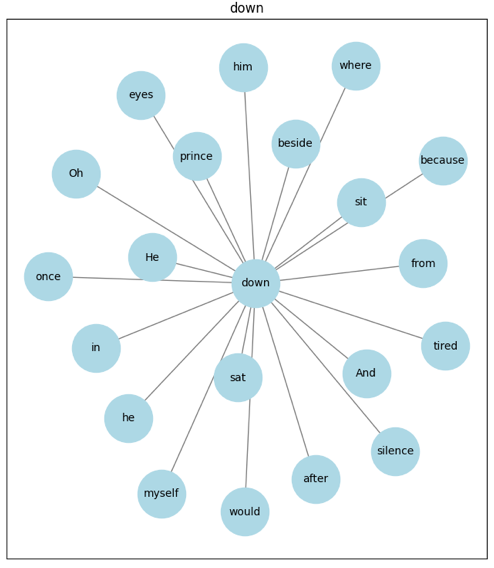 down
him
where
eyes
beside
prince
because
Oh
sit
He
from
once
down
in
tired
And
sat
he
silence
after
myself
would